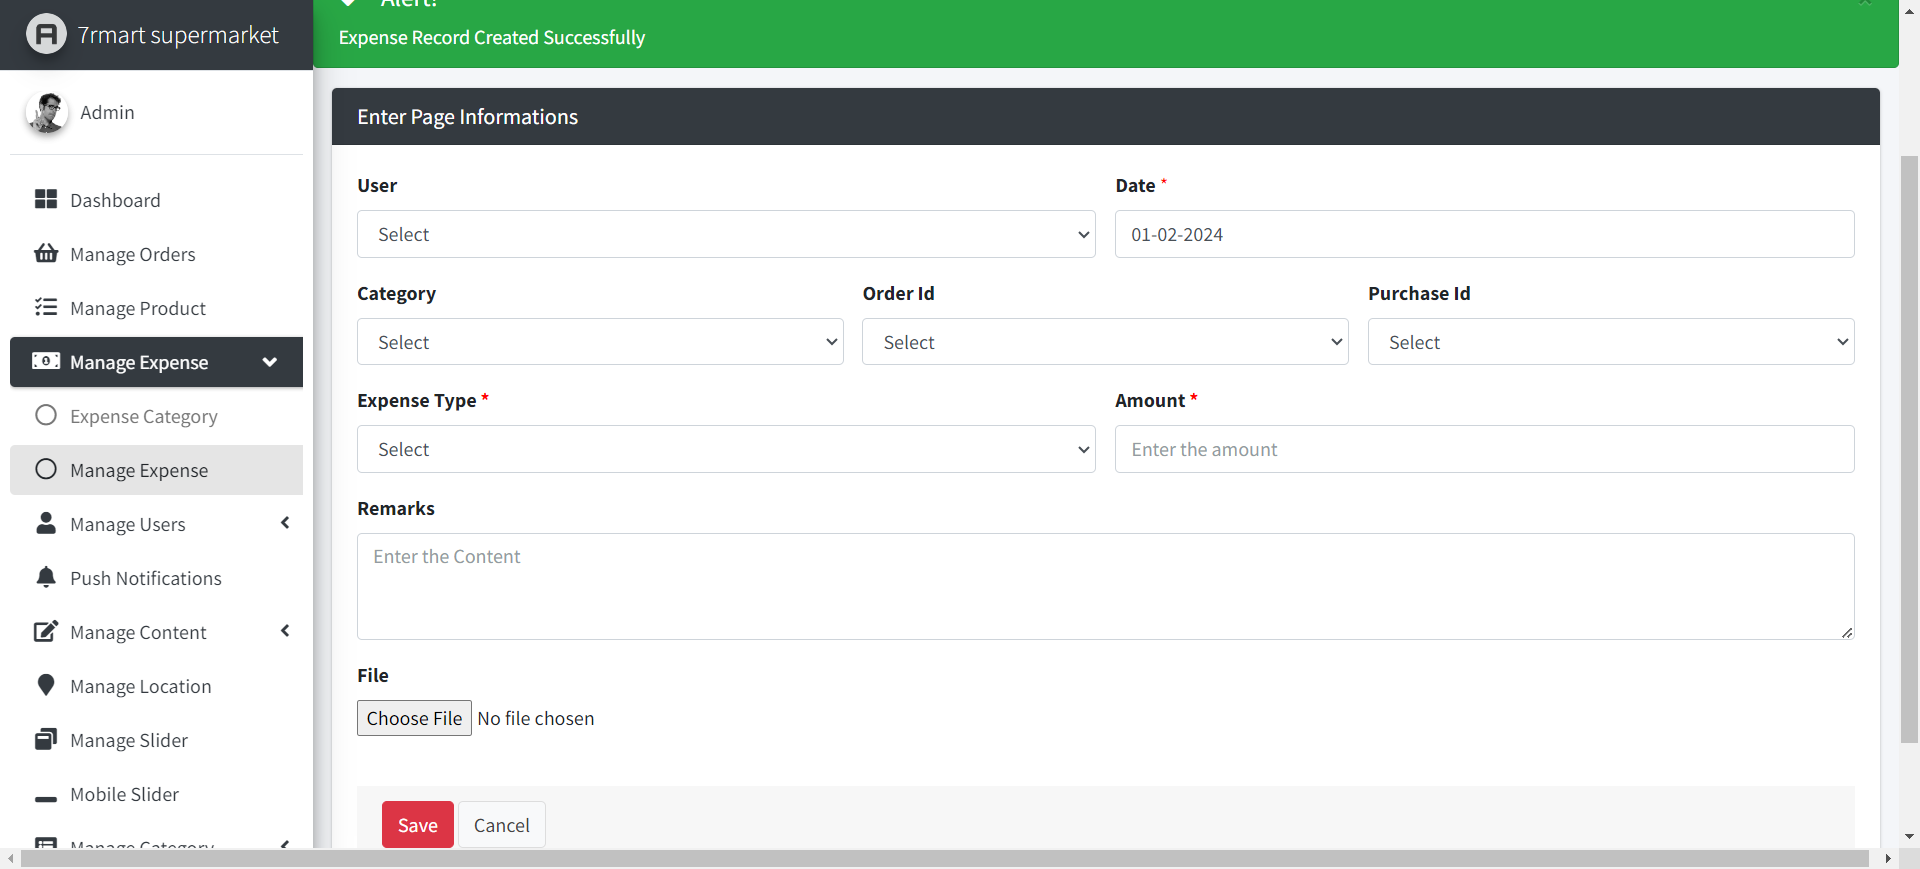 7rmart supermarket
Alert!
Expense Record Created Successfully
Admin
Dashboard
Manage Orders
Manage Product
Manage Expense
Expense Category
Manage Expense
Manage Users
Push Notifications
Manage Content
Manage Location
Manage Slider
Mobile Slider
Manage Category
Enter Page Informations
User
Select
Date *
01-02-2024
Category
Select
Order Id
Select
Purchase Id
Select
Expense Type *
Select
Amount *
Enter the amount
Remarks
Enter the Content
File
Choose File No file chosen
Save Cancel